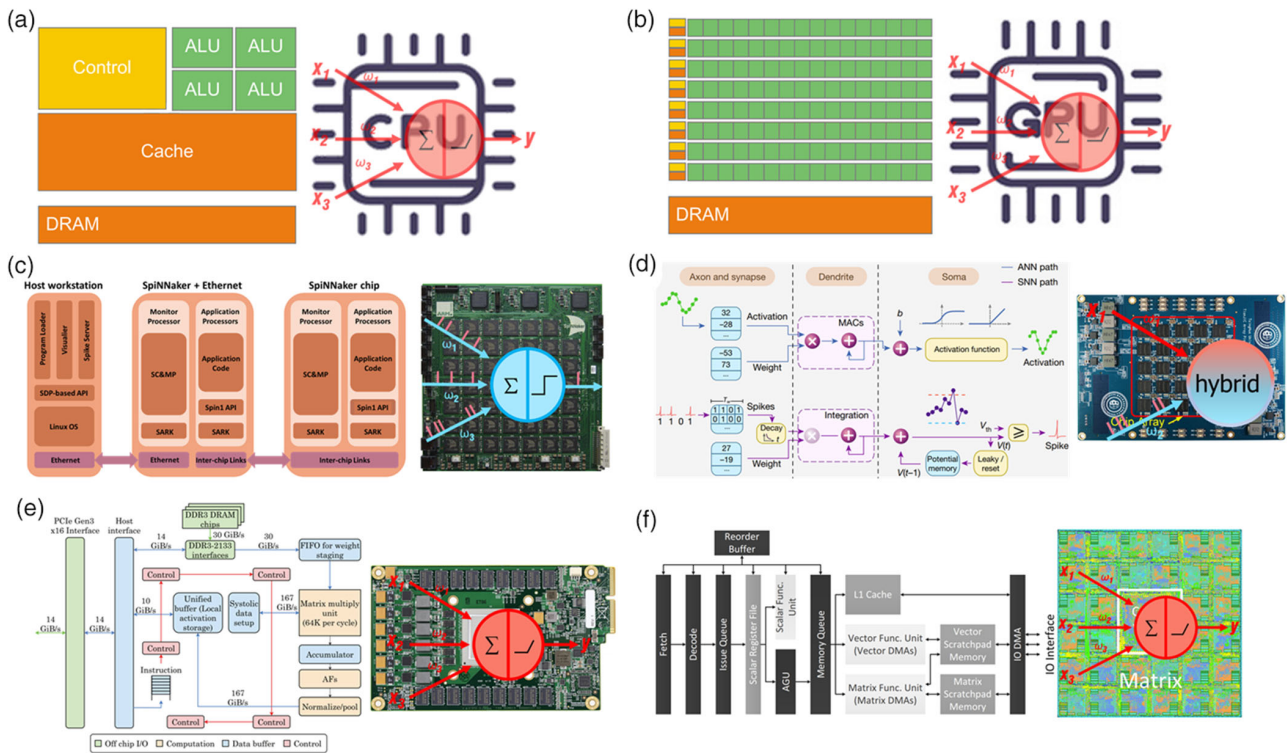 (a)
Control
ALU
ALU
ALU
ALU
Cache
DRAM
X1
X2
X3
ω1
ω2
ω3
CPU
Σ
y
(b)
DRAM
X1
X2
X3
ω1
ω3
GPU
Σ
y
(c)
Host workstation
Program Loader
Visualier
Spike Server
SDP-based API
Linux OS
Ethernet
SpiNNaker + Ethernet
Monitor
Processor
SC&MP
SARK
Ethernet
Application
Processors
Application
Code
Spin1 API
SARK
Inter-chip Links
SpiNNaker chip
Monitor
Processor
SC&MP
SARK
Application
Processors
Application
Code
Spin1 API
SARK
Inter-chip Links
ω1
ω2
ω3
Σ
(d)
Axon and synapse
Dendrite
Soma
ANN path
SNN path
32
−28
...
Activation
−53
73
...
Weight
MACs
b
Activation function
Activation
1 1 0 1
Ts
1 1 0 1
0 1 0 0
...
Spikes
Decay
t
27
−19
...
Weight
Integration
Vth
V(t)
Spike
Leaky /
reset
Potential
memory
V(t−1)
hybrid
(e)
PCIe Gen3
x16 Interface
Host
interface
DDR3 DRAM
chips
14
GiB/s
30 GiB/s
30
GiB/s
DDR3-2133
interfaces
FIFO for weight
staging
Control
Control
10
GiB/s
Unified
buffer (Local
activation
storage)
Systolic
data
setup
167
GiB/s
Matrix multiply
unit
(64K per cycle)
14
GiB/s
14
GiB/s
Control
Instruction
Accumulator
AFs
167
GiB/s
Normalize/pool
Control
Control
Off chip I/O
Computation
Data buffer
Control
X1
X2
X3
ω3
Σ
y
(f)
Reorder
Buffer
Fetch
Decode
Issue Queue
Scalar Register File
Scalar Func.
Unit
AGU
Memory Queue
L1 Cache
Vector Func. Unit
(Vector DMAs)
Matrix Func. Unit
(Matrix DMAs)
Vector
Scratchpad
Memory
Matrix
Scratchpad
Memory
IO DMA
IO Interface
X1
X2
X3
ω1
ω2
ω3
Σ
y
Matrix